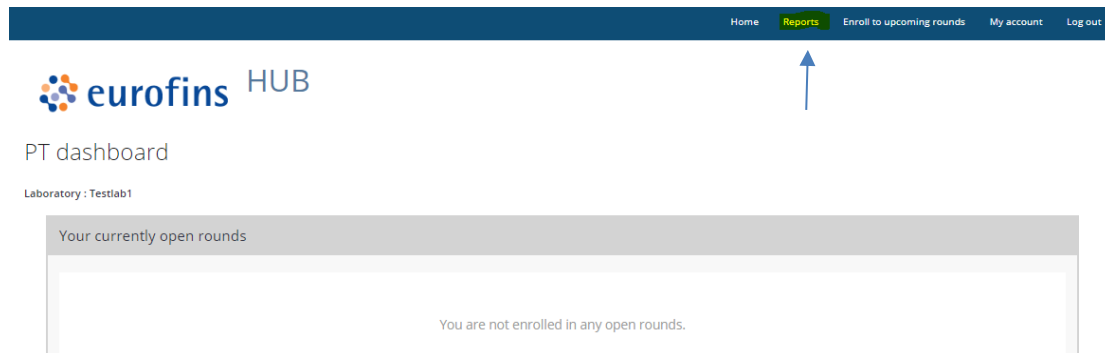 Home Reports Enroll to upcoming rounds My account Log out
eurofins HUB
PT dashboard
Laboratory : Testlab1
Your currently open rounds
You are not enrolled in any open rounds.